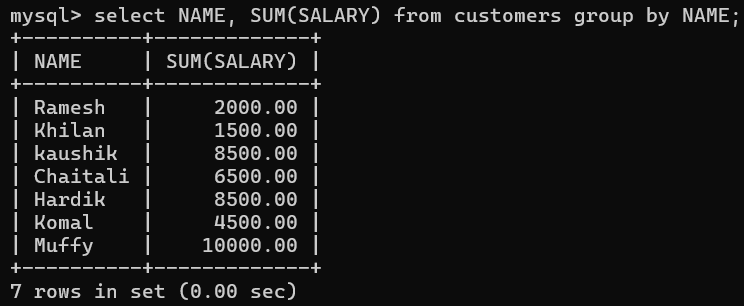 mysql> select NAME, SUM(SALARY) from customers group by NAME;
+----------+-------------+
| NAME     | SUM(SALARY) |
+----------+-------------+
| Ramesh   |     2000.00 |
| Khilan   |     1500.00 |
| kaushik  |     8500.00 |
| Chaitali |     6500.00 |
| Hardik   |     8500.00 |
| Komal    |     4500.00 |
| Muffy    |    10000.00 |
+----------+-------------+
7 rows in set (0.00 sec)